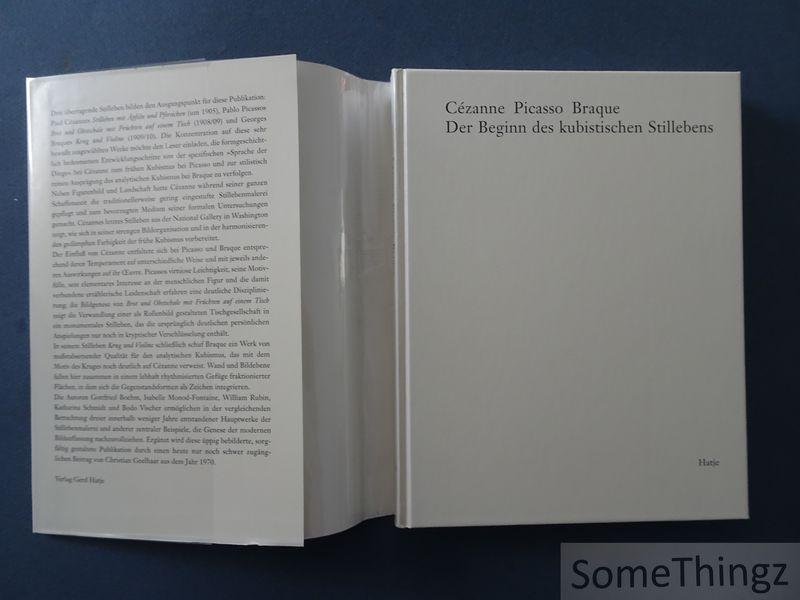 Drei überragende Stilleben bilden den Ausgangspunkt für diese Publikation:
Paul Cézannes Stilleben mit Äpfeln und Pfirsichen (um 1905), Pablo Picassos
Brot und Obstschale mit Früchten auf einem Tisch (1908/09) und Georges
Braques Krug und Violine (1909/10). Die Konzentration auf diese sehr
bewußt ausgewählten Werke möchte den Leser einladen, die formgeschicht-
lich bedeutsamen Entwicklungsschritte von der spezifischen »Sprache der
Dinge« bei Cézanne zum frühen Kubismus bei Picasso und zur stilistisch
reinen Ausprägung des analytischen Kubismus bei Braque zu verfolgen.
Neben Figurenbild und Landschaft hatte Cézanne während seiner ganzen
Schaffenszeit die traditionellerweise gering eingestufte Stillebenmalerei
gepflegt und zum bevorzugten Medium seiner formalen Untersuchungen
gemacht. Cézannes letztes Stilleben aus der National Gallery in Washington
zeigt, wie sich in seiner strengen Bildorganisation und in der harmonisieren-
den gedämpften Farbigkeit der frühe Kubismus vorbereitet.
Der Einfluß von Cézanne entfaltete sich bei Picasso und Braque entspre-
chend deren Temperament auf unterschiedliche Weise und mit jeweils ande-
ren Auswirkungen auf ihr Œuvre. Picassos virtuose Leichtigkeit, seine Motiv-
fülle, sein elementares Interesse an der menschlichen Figur und die damit
verbundene erzählerische Leidenschaft erfahren eine deutliche Disziplinie-
rung; die Bildgenese von Brot und Obstschale mit Früchten auf einem Tisch
zeigt die Verwandlung einer als Rollenbild gestalteten Tischgesellschaft in
ein monumentales Stilleben, das die ursprünglich deutlichen persönlichen
Anspielungen nur noch in kryptischer Verschlüsselung enthält.
In seinem Stilleben Krug und Violine schließlich schuf Braque ein Werk von
maßstabsetzender Qualität für den analytischen Kubismus, das mit dem
Motiv des Kruges noch deutlich auf Cézanne verweist. Wand und Bildebene
fallen hier zusammen in einem lebhaft rhythmisierten Gefüge fraktionierter
Flächen, in dem sich die Gegenstandsformen als Zeichen integrieren.
Die Autoren Gottfried Boehm, Isabelle Monod-Fontaine, William Rubin,
Katharina Schmidt und Bodo Vischer ermöglichen in der vergleichenden
Betrachtung dreier innerhalb weniger Jahre entstandener Hauptwerke der
Stillebenmalerei und anderer zentraler Beispiele, die Genese der modernen
Bildauffassung nachzuvollziehen. Ergänzt wird diese üppig bebilderte, sorg-
fältig gestaltete Publikation durch einen heute nur noch schwer zugäng-
lichen Beitrag von Christian Geelhaar aus dem Jahr 1970.
Verlag Gerd Hatje
Cézanne Picasso Braque
Der Beginn des kubistischen Stillebens
Hatje
SomeThingz